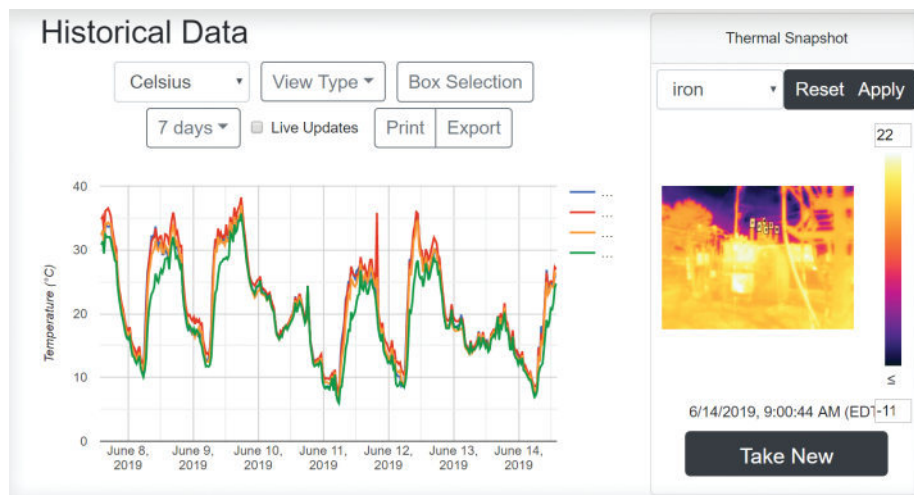 Historical Data
Celsius
View Type
Box Selection
7 days
Live Updates
Print
Export
40
30
20
10
0
Temperature (°C)
June 8,
2019
June 9,
2019
June 10,
2019
June 11,
2019
June 12,
2019
June 13,
2019
June 14,
2019
...
...
...
...
Thermal Snapshot
iron
Reset
Apply
22
≤
6/14/2019, 9:00:44 AM (EDT
-11
Take New